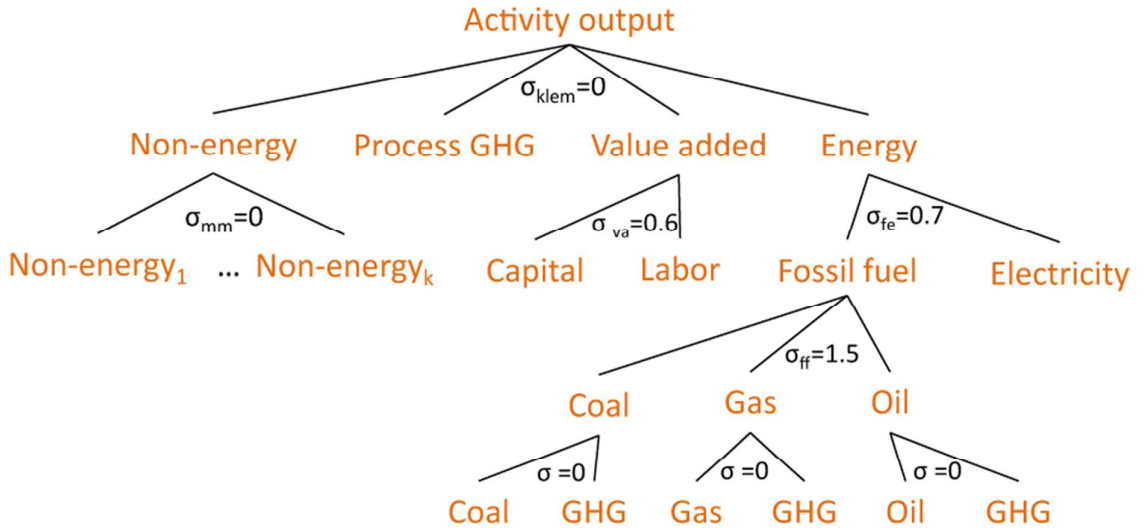 Activity output
σklem=0
Non-energy Process GHG Value added Energy
σmm=0 σ va=0.6 σfe=0.7
Non-energy1 ... Non-energyk Capital Labor Fossil fuel Electricity
σff=1.5
Coal Gas Oil
σ =0 σ =0 σ =0
Coal GHG Gas GHG Oil GHG